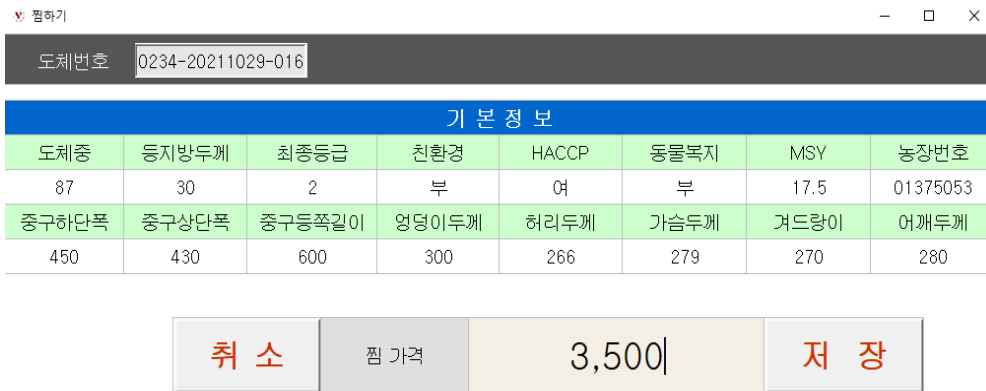 찜하기
도체번호 0234-20211029-016
기 본 정 보
도체중 등지방두께 최종등급 친환경 HACCP 동물복지 MSY 농장번호
87 30 2 부 여 부 17.5 01375053
중구하단폭 중구상단폭 중구등쪽길이 엉덩이두께 허리두께 가슴두께 겨드랑이 어깨두께
450 430 600 300 266 279 270 280
취 소 찜 가격 3,500 저 장